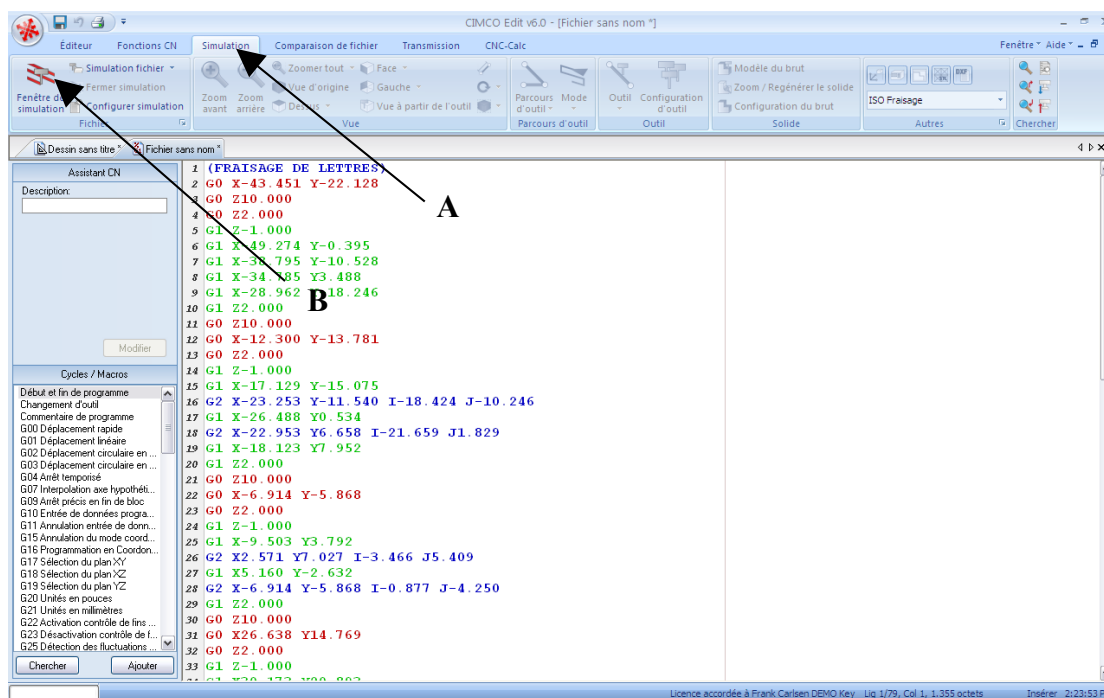 CIMCO Edit v6.0 - [Fichier sans nom *]
Éditeur Fonctions CN Simulation Comparaison de fichier Transmission CNC-Calc Fenêtre Aide
Fenêtre de simulation
Simulation fichier
Fermer simulation
Configurer simulation
Fichier
Zoom avant
Zoom arrière
Zoomer tout
Vue d'origine
Dessus
Face
Gauche
Vue à partir de l'outil
Vue
Parcours d'outil
Mode
Parcours d'outil
Outil
Configuration d'outil
Outil
Modèle du brut
Zoom / Regénérer le solide
Configuration du brut
Solide
DXF
ISO Fraisage
Autres
Chercher
Dessin sans titre * Fichier sans nom *
Assistant CN
Description:
Modifier
Cycles / Macros
Début et fin de programme
Changement d'outil
Commentaire de programme
G00 Déplacement rapide
G01 Déplacement linéaire
G02 Déplacement circulaire en ...
G03 Déplacement circulaire en ...
G04 Arrêt temporisé
G07 Interpolation axe hypothéti...
G09 Arrêt précis en fin de bloc
G10 Entrée de données progra...
G11 Annulation entrée de donn...
G15 Annulation du mode coord...
G16 Programmation en Coordon...
G17 Sélection du plan XY
G18 Sélection du plan XZ
G19 Sélection du plan YZ
G20 Unités en pouces
G21 Unités en millimètres
G22 Activation contrôle de fins ...
G23 Désactivation contrôle de f...
G25 Détection des fluctuations ...
Chercher Ajouter
1 (FRAISAGE DE LETTRES)
2 G0 X-43.451 Y-22.128
3 G0 Z10.000
4 G0 Z2.000
5 G1 Z-1.000
6 G1 X-49.274 Y-0.395
7 G1 X-38.795 Y-10.528
8 G1 X-34.785 Y3.488
9 G1 X-28.962 Y-18.246
10 G1 Z2.000
11 G0 Z10.000
12 G0 X-12.300 Y-13.781
13 G0 Z2.000
14 G1 Z-1.000
15 G1 X-17.129 Y-15.075
16 G2 X-23.253 Y-11.540 I-18.424 J-10.246
17 G1 X-26.488 Y0.534
18 G2 X-22.953 Y6.658 I-21.659 J1.829
19 G1 X-18.123 Y7.952
20 G1 Z2.000
21 G0 Z10.000
22 G0 X-6.914 Y-5.868
23 G0 Z2.000
24 G1 Z-1.000
25 G1 X-9.503 Y3.792
26 G2 X2.571 Y7.027 I-3.466 J5.409
27 G1 X5.160 Y-2.632
28 G2 X-6.914 Y-5.868 I-0.877 J-4.250
29 G1 Z2.000
30 G0 Z10.000
31 G0 X26.638 Y14.769
32 G0 Z2.000
33 G1 Z-1.000
A
B
Licence accordée à Frank Carlsen DEMO Key Lig 1/79, Col 1, 1.355 octets Insérer 2:23:53